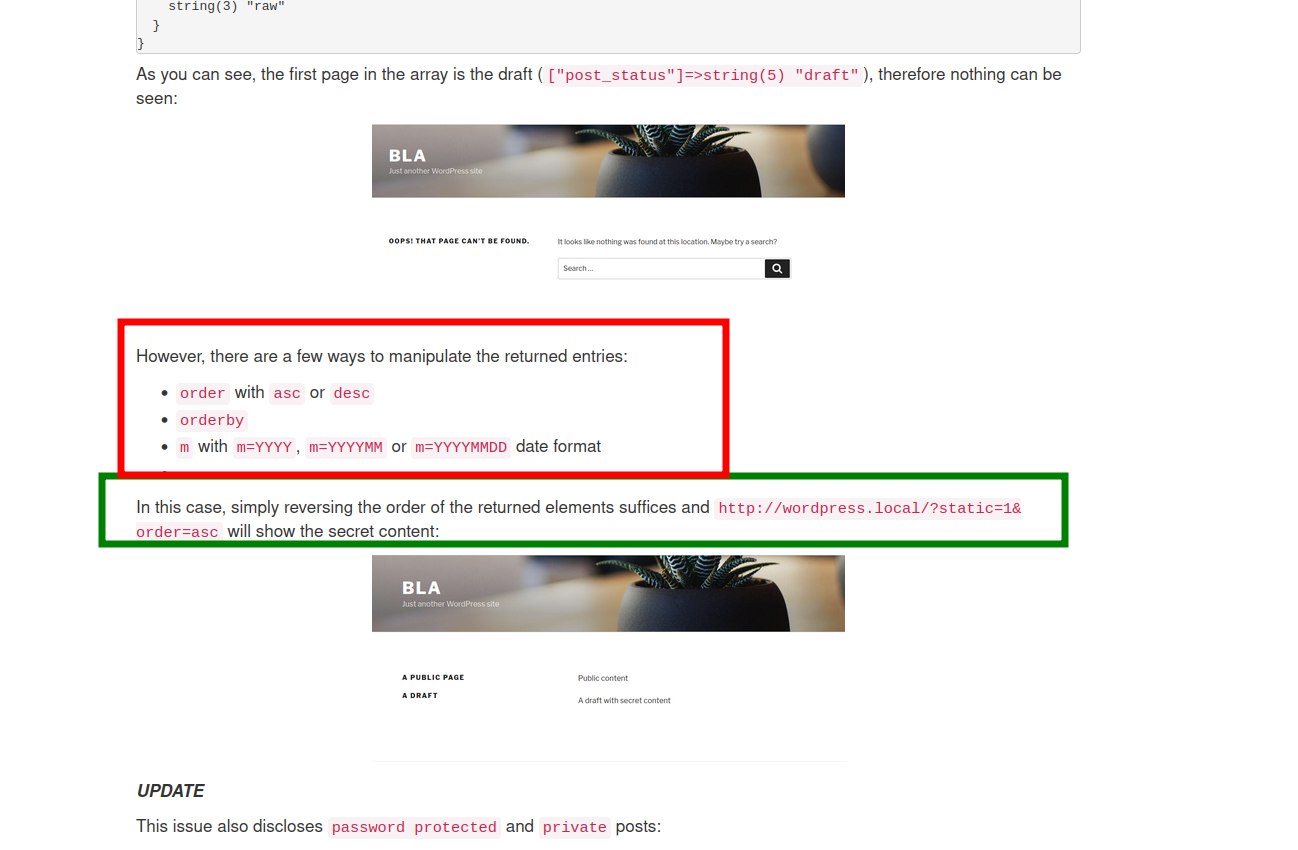 string(3) "raw"
}
}
As you can see, the first page in the array is the draft ( ["post_status"]=>string(5) "draft" ), therefore nothing can be
seen:
BLA
Just another WordPress site
OOPS! THAT PAGE CAN'T BE FOUND.
It looks like nothing was found at this location. Maybe try a search?
Search ...
However, there are a few ways to manipulate the returned entries:
• order with asc or desc
• orderby
• m with m=YYYY , m=YYYYMM or m=YYYYMMDD date format
In this case, simply reversing the order of the returned elements suffices and http://wordpress.local/?static=1&
order=asc will show the secret content:
BLA
Just another WordPress site
A PUBLIC PAGE
Public content
A DRAFT
A draft with secret content
UPDATE
This issue also discloses password protected and private posts: